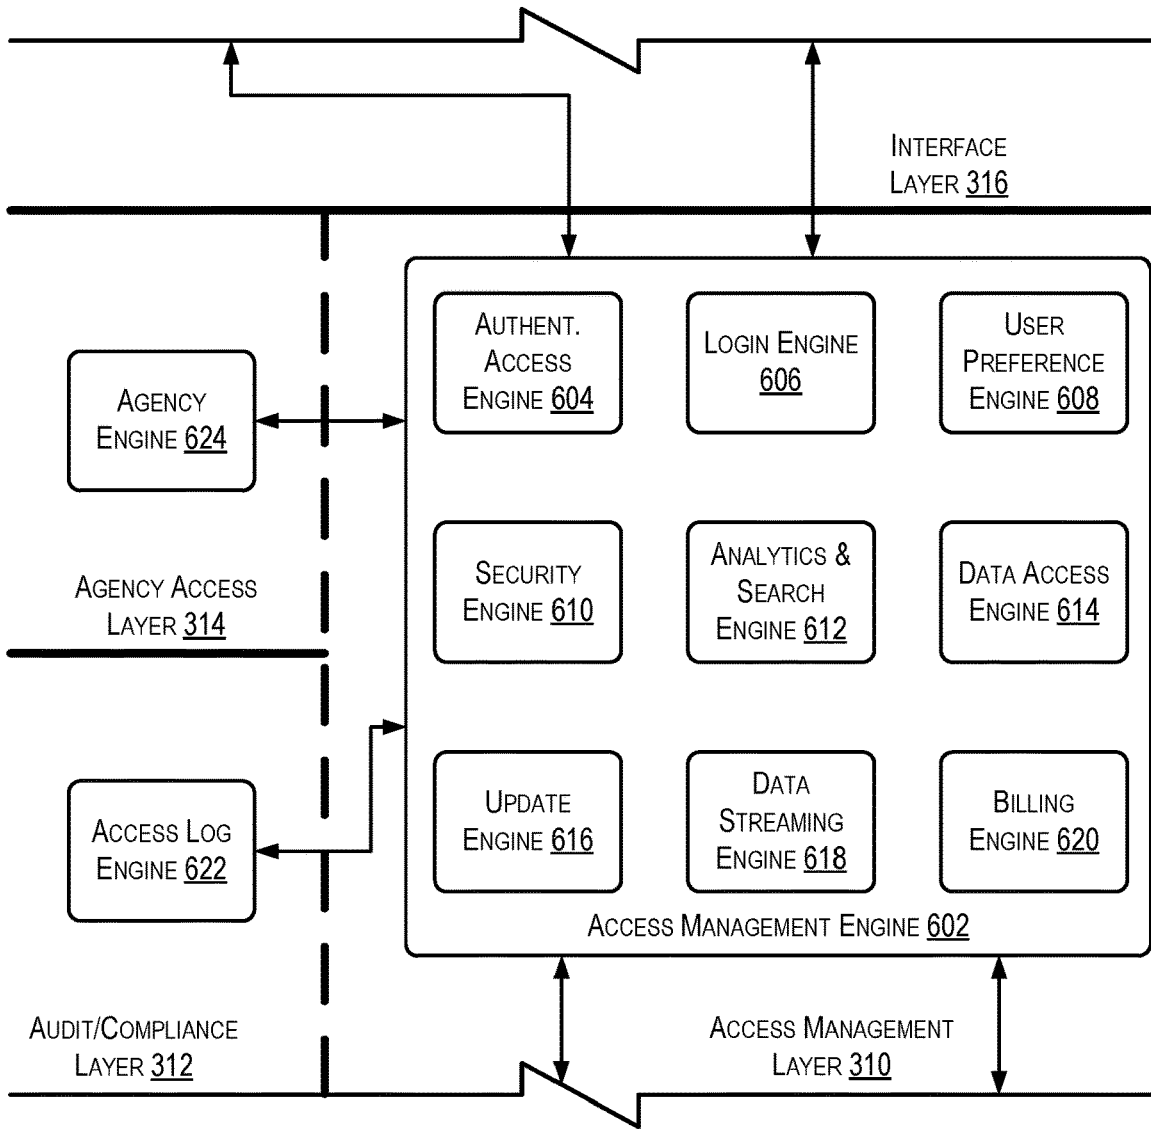 INTERFACE
LAYER 316
AUTHENT.
ACCESS
ENGINE 604
LOGIN ENGINE
606
USER
PREFERENCE
ENGINE 608
AGENCY
ENGINE 624
SECURITY
ENGINE 610
ANALYTICS &
SEARCH
ENGINE 612
DATA ACCESS
ENGINE 614
AGENCY ACCESS
LAYER 314
UPDATE
ENGINE 616
DATA
STREAMING
ENGINE 618
BILLING
ENGINE 620
ACCESS LOG
ENGINE 622
ACCESS MANAGEMENT ENGINE 602
AUDIT/COMPLIANCE
LAYER 312
ACCESS MANAGEMENT
LAYER 310